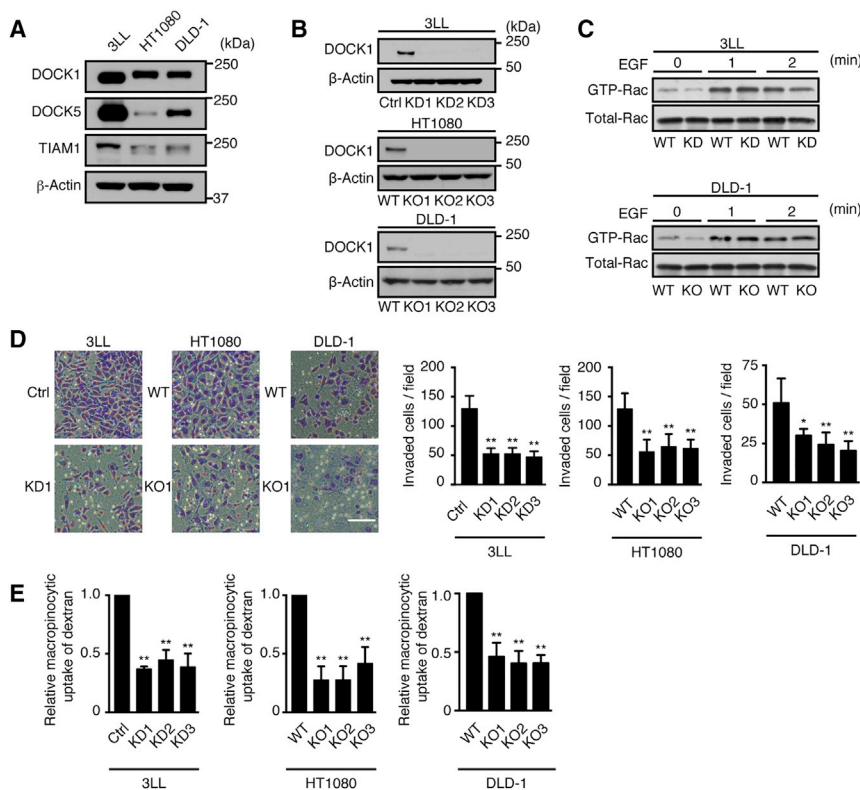 A
3LL HT1080 DLD-1 (kDa)
250
DOCK1
DOCK5
TIAM1 250
β-Actin
37
B
3LL (kDa)
250
DOCK1
50
β-Actin
Ctrl KD1 KD2 KD3
HT1080
250
DOCK1
50
β-Actin
WT KO1 KO2 KO3
DLD-1
250
DOCK1
50
β-Actin
WT KO1 KO2 KO3
C
3LL
EGF 0 1 2 (min)
GTP-Rac
Total-Rac
WT KD WT KD WT KD
DLD-1
EGF 0 1 2 (min)
GTP-Rac
Total-Rac
WT KO WT KO WT KO
D
3LL HT1080 DLD-1
Ctrl WT WT
KD1 KO1 KO1
Invaded cells / field
200
150
100
50
0
** ** **
Ctrl KD1 KD2 KD3
3LL
Invaded cells / field
200
150
100
50
0
** ** **
WT KO1 KO2 KO3
HT1080
Invaded cells / field
75
50
25
0
* ** **
WT KO1 KO2 KO3
DLD-1
E
Relative macropinocytic
uptake of dextran
1.0
0.5
0
** ** **
Ctrl KD1 KD2 KD3
3LL
Relative macropinocytic
uptake of dextran
1.0
0.5
0
** ** **
WT KO1 KO2 KO3
HT1080
Relative macropinocytic
uptake of dextran
1.0
0.5
0
** ** **
WT KO1 KO2 KO3
DLD-1